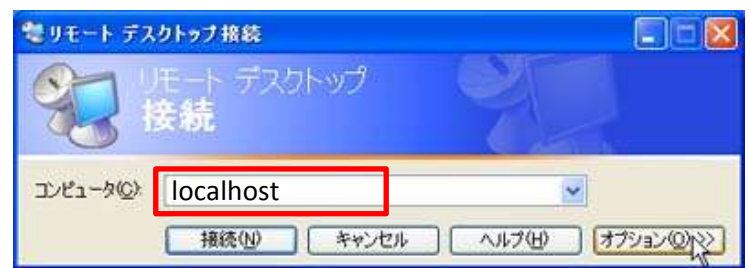 リモート デスクトップ接続
リモート デスクトップ
接続
コンピュータ(C): localhost
接続(N) キャンセル ヘルプ(H) オプション(O) >>